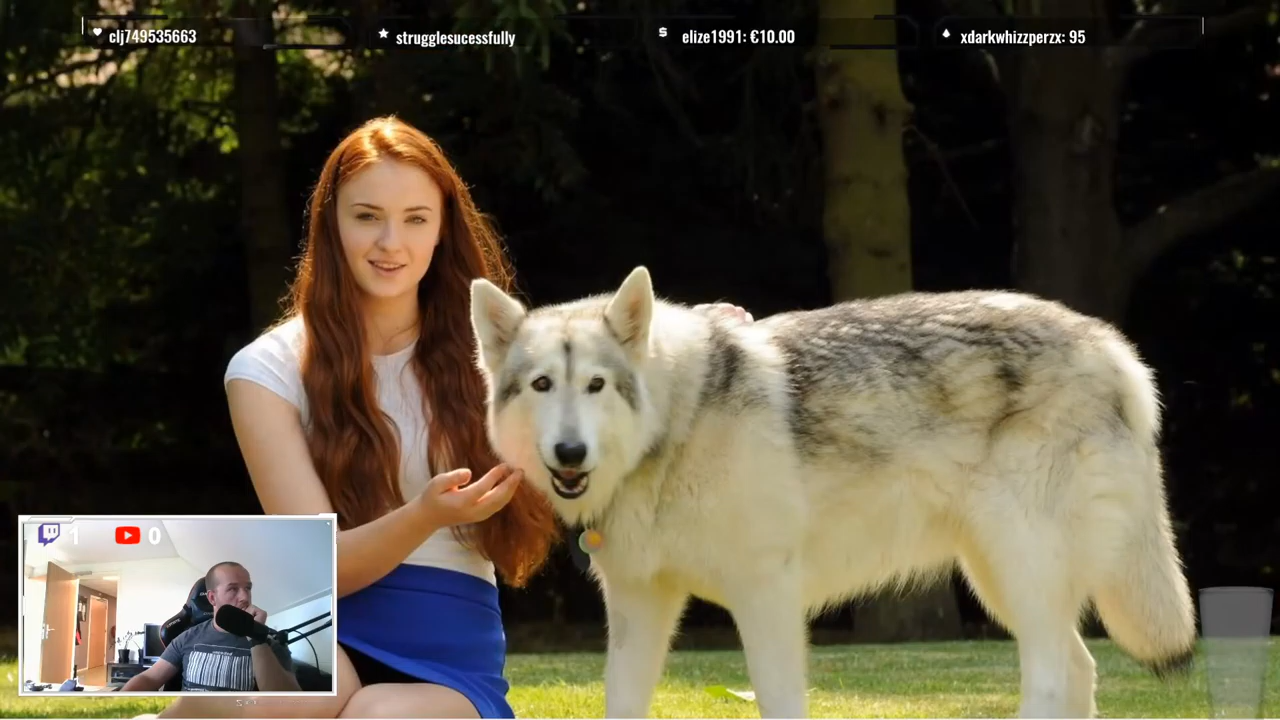 clj749535663
strugglesucessfully
elize1991: €10.00
xdarkwhizzperzx: 95
1
0